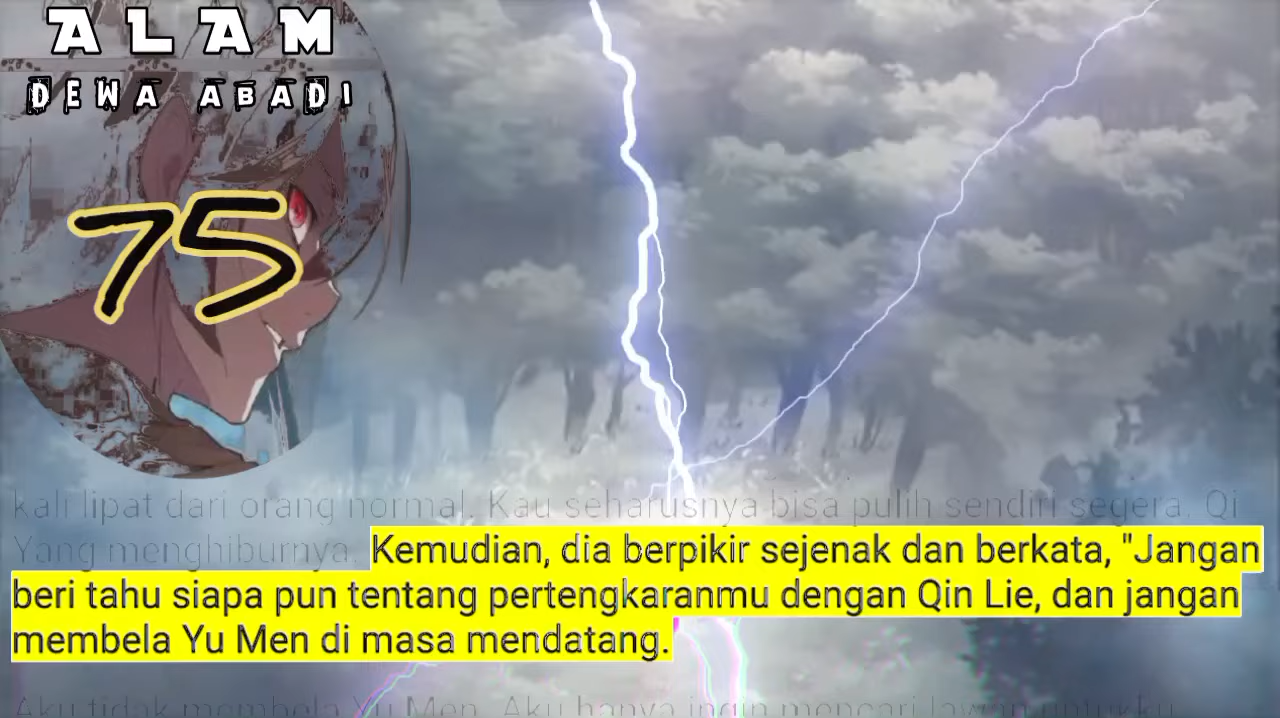 ALAM
DEWA ABADI
75
kali lipat dari orang normal. Kau seharusnya bisa pulih sendiri segera. Qi
Yang menghiburnya. Kemudian, dia berpikir sejenak dan berkata, "Jangan
beri tahu siapa pun tentang pertengkaranmu dengan Qin Lie, dan jangan
membela Yu Men di masa mendatang.
Aku tidak membela Yu Men. Aku hanya ingin mencari lawan untukku